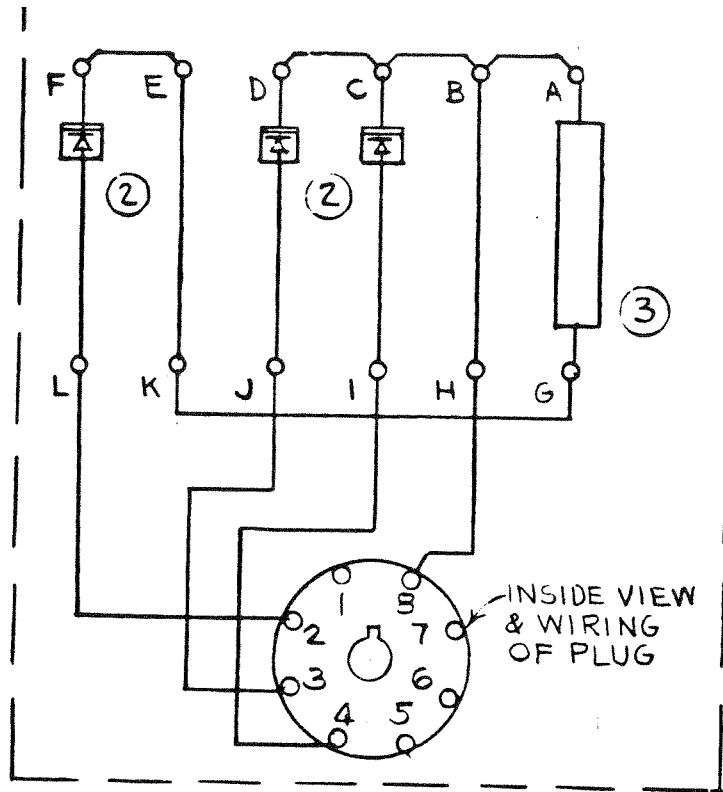 F E D C B A
2 2
3
L K J I H G
1 8
2 7
3 6
4 5
INSIDE VIEW
& WIRING
OF PLUG